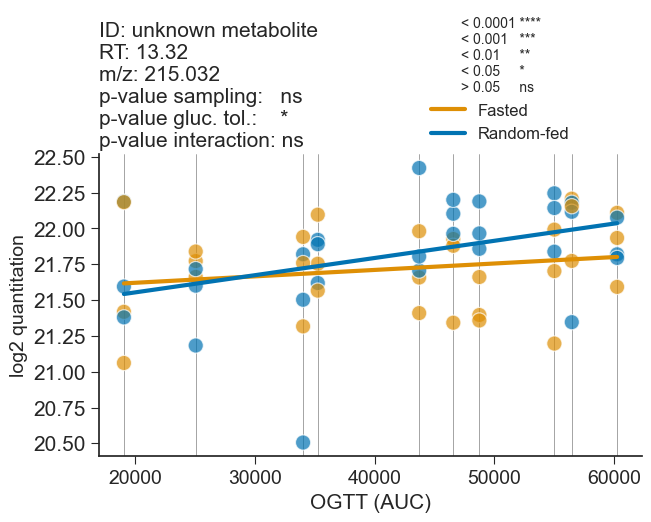 ID: unknown metabolite
RT: 13.32
m/z: 215.032
p-value sampling: ns
p-value gluc. tol.: *
p-value interaction: ns
< 0.0001 ****
< 0.001 ***
< 0.01 **
< 0.05 *
> 0.05 ns
Fasted
Random-fed
22.50
22.25
22.00
21.75
21.50
21.25
21.00
20.75
20.50
log2 quantitation
20000 30000 40000 50000 60000
OGTT (AUC)